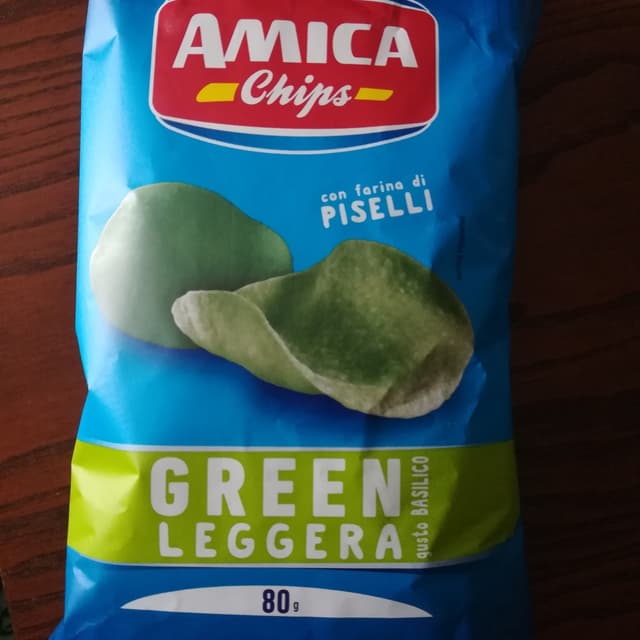 AMICA
Chips
con farina di
PISELLI
GREEN
LEGGERA
gusto BASILICO
80g